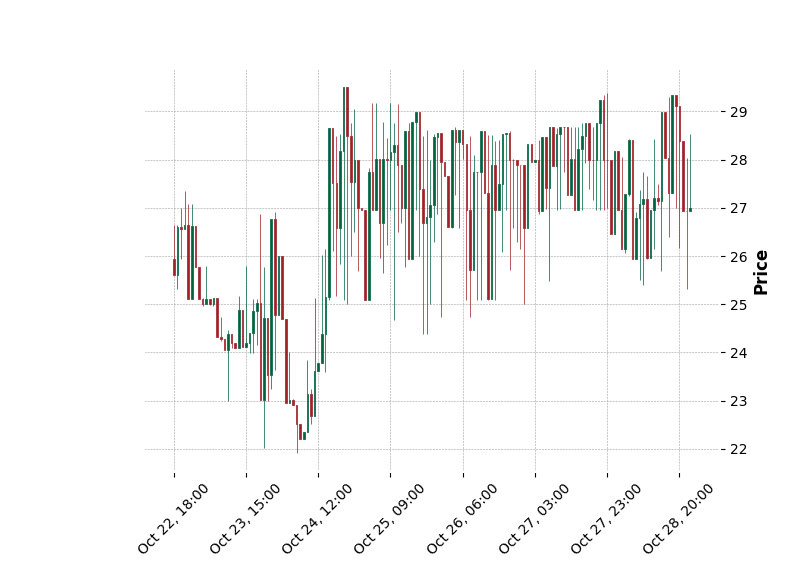 29
28
27
26
25
24
23
22
Price
Oct 22, 18:00
Oct 23, 15:00
Oct 24, 12:00
Oct 25, 09:00
Oct 26, 06:00
Oct 27, 03:00
Oct 27, 23:00
Oct 28, 20:00